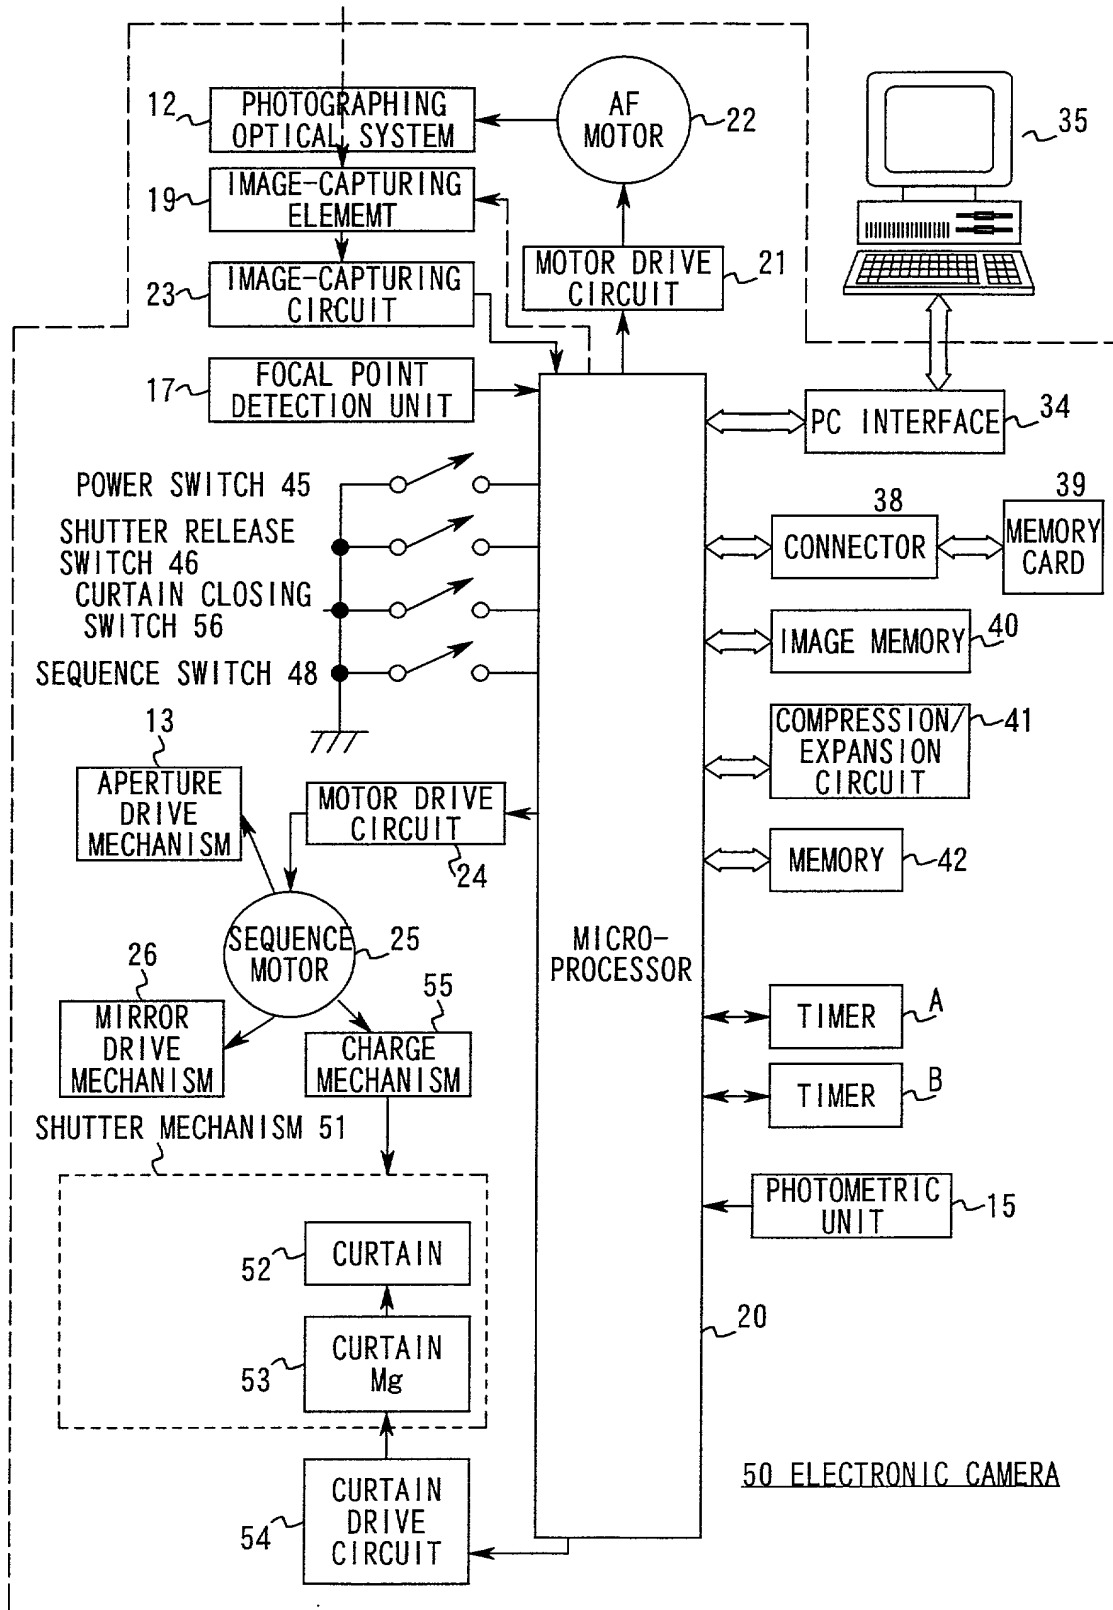 12
PHOTOGRAPHING
OPTICAL SYSTEM
AF
MOTOR
22
35
19
IMAGE-CAPTURING
ELEMEMT
23
IMAGE-CAPTURING
CIRCUIT
MOTOR DRIVE
CIRCUIT
21
17
FOCAL POINT
DETECTION UNIT
PC INTERFACE
34
POWER SWITCH 45
SHUTTER RELEASE
SWITCH 46
CURTAIN CLOSING
SWITCH 56
SEQUENCE SWITCH 48
38
CONNECTOR
39
MEMORY
CARD
IMAGE MEMORY
40
COMPRESSION/
EXPANSION
CIRCUIT
41
MEMORY
42
13
APERTURE
DRIVE
MECHANISM
MOTOR DRIVE
CIRCUIT
24
SEQUENCE
MOTOR
25
MICRO-
PROCESSOR
26
MIRROR
DRIVE
MECHANISM
55
CHARGE
MECHANISM
TIMER
A
TIMER
B
SHUTTER MECHANISM 51
PHOTOMETRIC
UNIT
15
52
CURTAIN
53
CURTAIN
Mg
20
54
CURTAIN
DRIVE
CIRCUIT
50 ELECTRONIC CAMERA